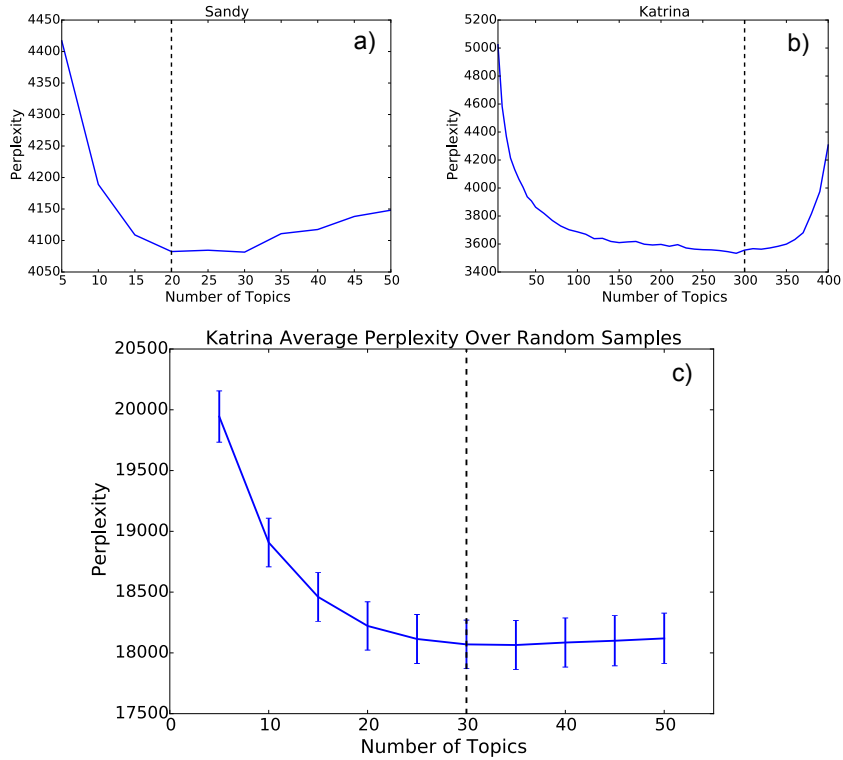 Sandy
a)
4450
4400
4350
4300
4250
4200
4150
4100
4050
Perplexity
5 10 15 20 25 30 35 40 45 50
Number of Topics
Katrina
b)
5200
5000
4800
4600
4400
4200
4000
3800
3600
3400
Perplexity
50 100 150 200 250 300 350 400
Number of Topics
Katrina Average Perplexity Over Random Samples
c)
20500
20000
19500
19000
18500
18000
17500
Perplexity
0 10 20 30 40 50
Number of Topics